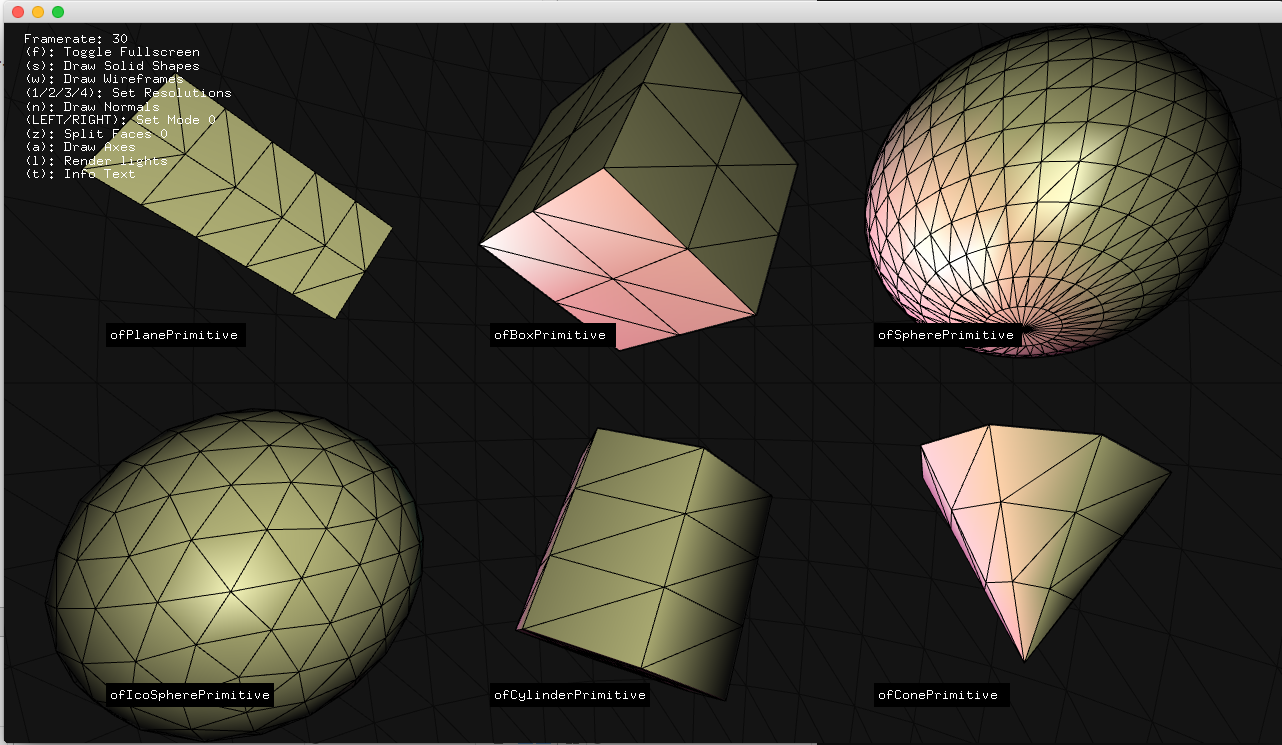 Framerate: 30
(f): Toggle Fullscreen
(s): Draw Solid Shapes
(w): Draw Wireframes
(1/2/3/4): Set Resolutions
(n): Draw Normals
(LEFT/RIGHT): Set Mode 0
(z): Split Faces 0
(a): Draw Axes
(l): Render lights
(t): Info Text
ofPlanePrimitive
ofBoxPrimitive
ofSpherePrimitive
ofIcoSpherePrimitive
ofCylinderPrimitive
ofConePrimitive